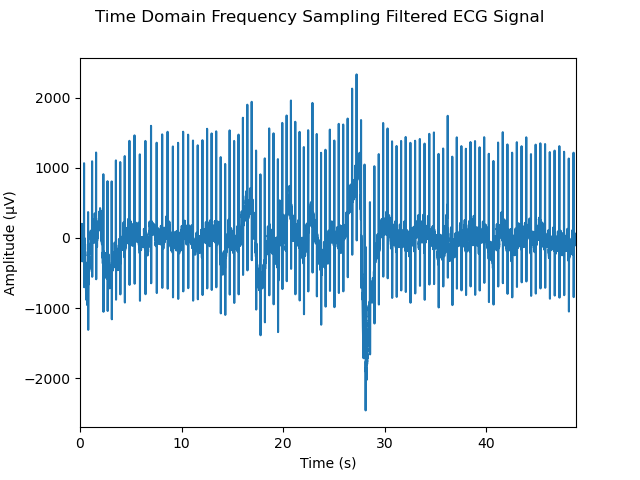 Time Domain Frequency Sampling Filtered ECG Signal
Amplitude (μV)
2000
1000
0
−1000
−2000
0 10 20 30 40
Time (s)